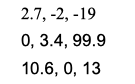 2.7, -2, -19
0, 3.4, 99.9
10.6, 0, 13